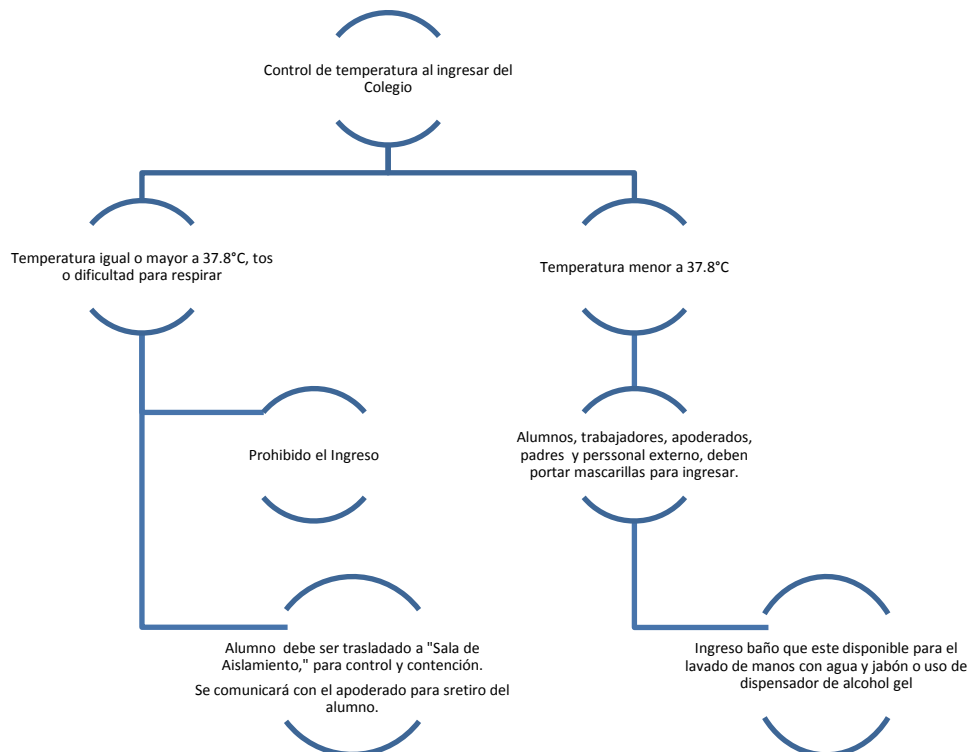 Control de temperatura al ingresar del
Colegio
Temperatura igual o mayor a 37.8°C, tos
o dificultad para respirar
Temperatura menor a 37.8°C
Prohibido el Ingreso
Alumnos, trabajadores, apoderados,
padres y perssonal externo, deben
portar mascarillas para ingresar.
Alumno debe ser trasladado a "Sala de
Aislamiento," para control y contención.
Se comunicará con el apoderado para sretiro del
alumno.
Ingreso baño que este disponible para el
lavado de manos con agua y jabón o uso de
dispensador de alcohol gel